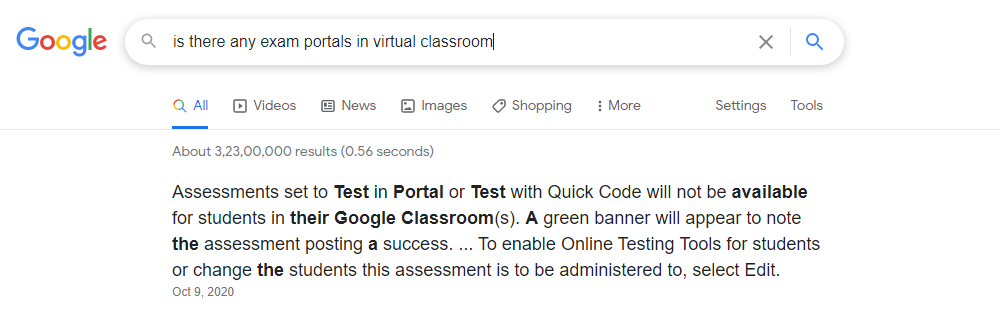 Google
is there any exam portals in virtual classroom
All Videos News Images Shopping More Settings Tools
About 3,23,00,000 results (0.56 seconds)
Assessments set to Test in Portal or Test with Quick Code will not be available
for students in their Google Classroom(s). A green banner will appear to note
the assessment posting a success. ... To enable Online Testing Tools for students
or change the students this assessment is to be administered to, select Edit.
Oct 9, 2020